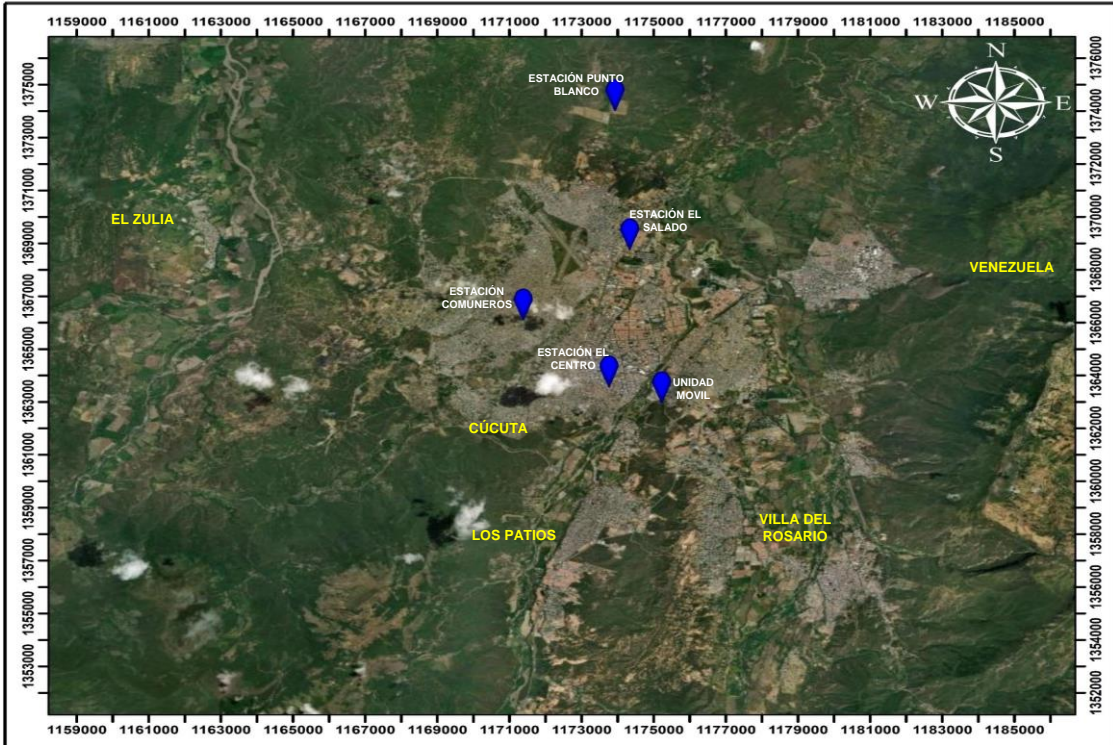 1159000 1161000 1163000 1165000 1167000 1169000 1171000 1173000 1175000 1177000 1179000 1181000 1183000 1185000
N
W E
S
ESTACIÓN PUNTO
BLANCO
EL ZULIA
ESTACIÓN EL
SALADO
VENEZUELA
ESTACIÓN
COMUNEROS
ESTACIÓN EL
CENTRO
UNIDAD
MOVIL
CÚCUTA
LOS PATIOS
VILLA DEL
ROSARIO
1375000
1373000
1371000
1369000
1367000
1365000
1363000
1361000
1359000
1357000
1355000
1353000
1376000
1374000
1372000
1370000
1368000
1366000
1364000
1362000
1360000
1358000
1356000
1354000
1352000
1159000 1161000 1163000 1165000 1167000 1169000 1171000 1173000 1175000 1177000 1179000 1181000 1183000 1185000